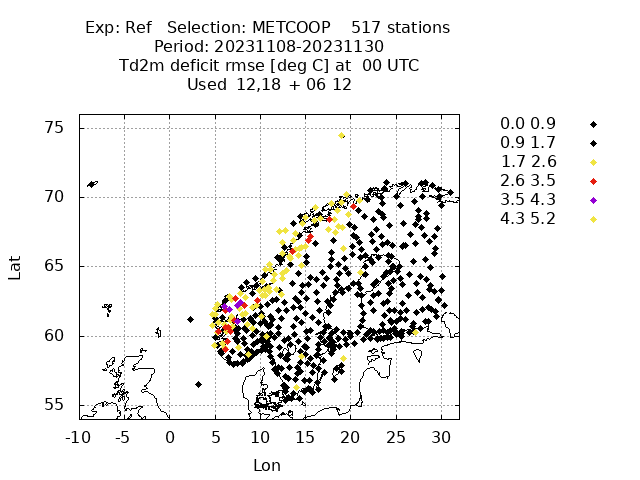 Exp: Ref   Selection: METCOOP    517 stations
Period: 20231108-20231130
Td2m deficit rmse [deg C] at  00 UTC
Used  12,18 + 06 12
0.0 0.9
0.9 1.7
1.7 2.6
2.6 3.5
3.5 4.3
4.3 5.2
75
70
65
60
55
Lat
-10 -5 0 5 10 15 20 25 30
Lon